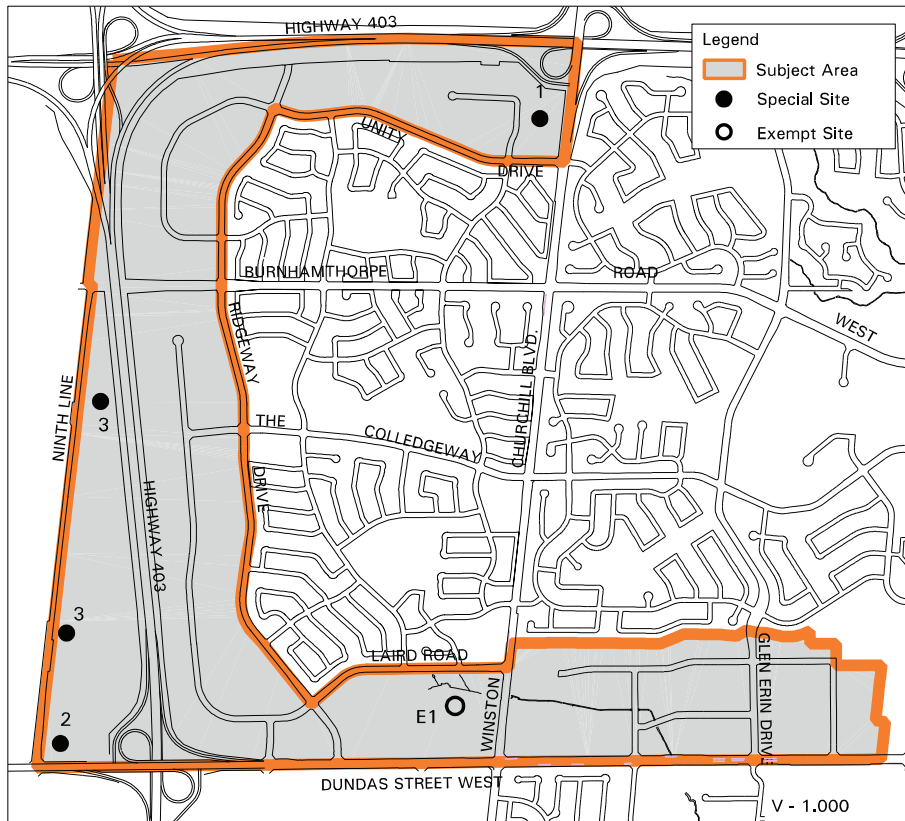 HIGHWAY 403
Legend
Subject Area
Special Site
Exempt Site
1
UNITY
DRIVE
BURNHAMTHORPE
ROAD
WEST
RIDGEWAY
CHURCHILL BLVD.
NINTH LINE
3
THE
COLLEDGEWAY
DRIVE
HIGHWAY 403
3
LAIRD ROAD
GLEN ERIN DRIVE
WINSTON
E1
2
DUNDAS STREET WEST
V - 1.000